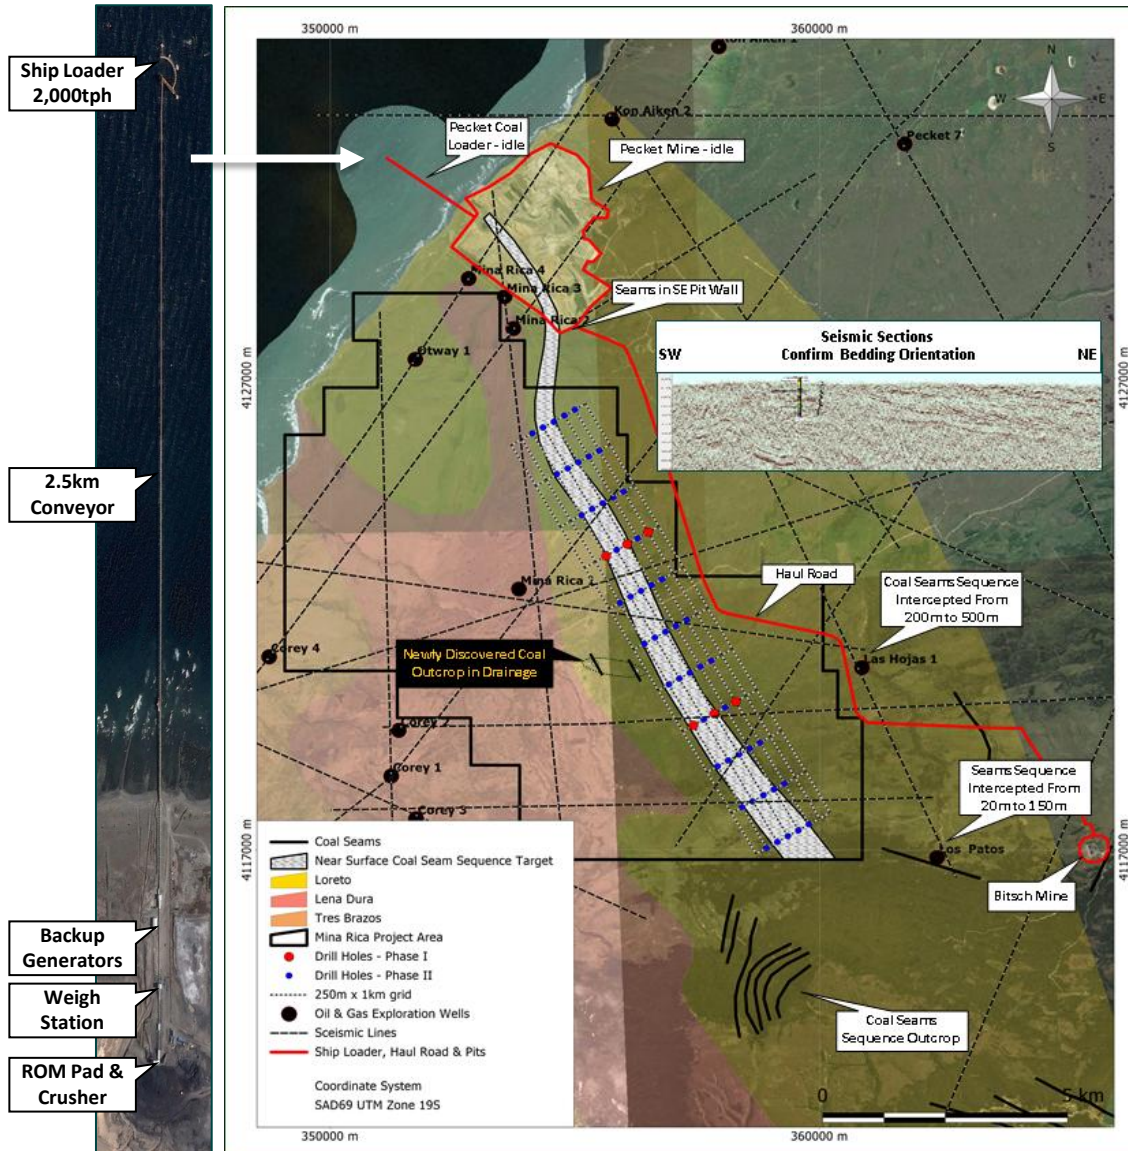 Ship Loader
2,000tph
2.5km
Conveyor
Backup
Generators
Weigh
Station
ROM Pad &
Crusher
350000 m
360000 m
Kon Aiken 1
N
W
E
S
Kon Aiken 2
Pecket 7
Pecket Coal
Loader - idle
Pecket Mine - idle
Mina Rica 4
Mina Rica 3
Seams in SE Pit Wall
Mina Rica
Otway 1
Seismic Sections
Confirm Bedding Orientation
SW
NE
4127000 m
4127000 m
Mina Rica
Haul Road
Coal Seams Sequence
Intercepted From
200m to 500m
Las Hojas 1
Corey 4
Newly Discovered Coal
Outcrop in Drainage
Corey
Corey 1
Corey 3
Seams Sequence
Intercepted From
20m to 150m
Los Patos
Bitsch Mine
4117000 m
4117000 m
Coal Seams
Near Surface Coal Seam Sequence Target
Loreto
Lena Dura
Tres Brazos
Mina Rica Project Area
Drill Holes - Phase I
Drill Holes - Phase II
250m x 1km grid
Oil & Gas Exploration Wells
Sceismic Lines
Ship Loader, Haul Road & Pits
Coordinate System
SAD69 UTM Zone 19S
Coal Seams
Sequence Outcrop
0
5 km
350000 m
360000 m